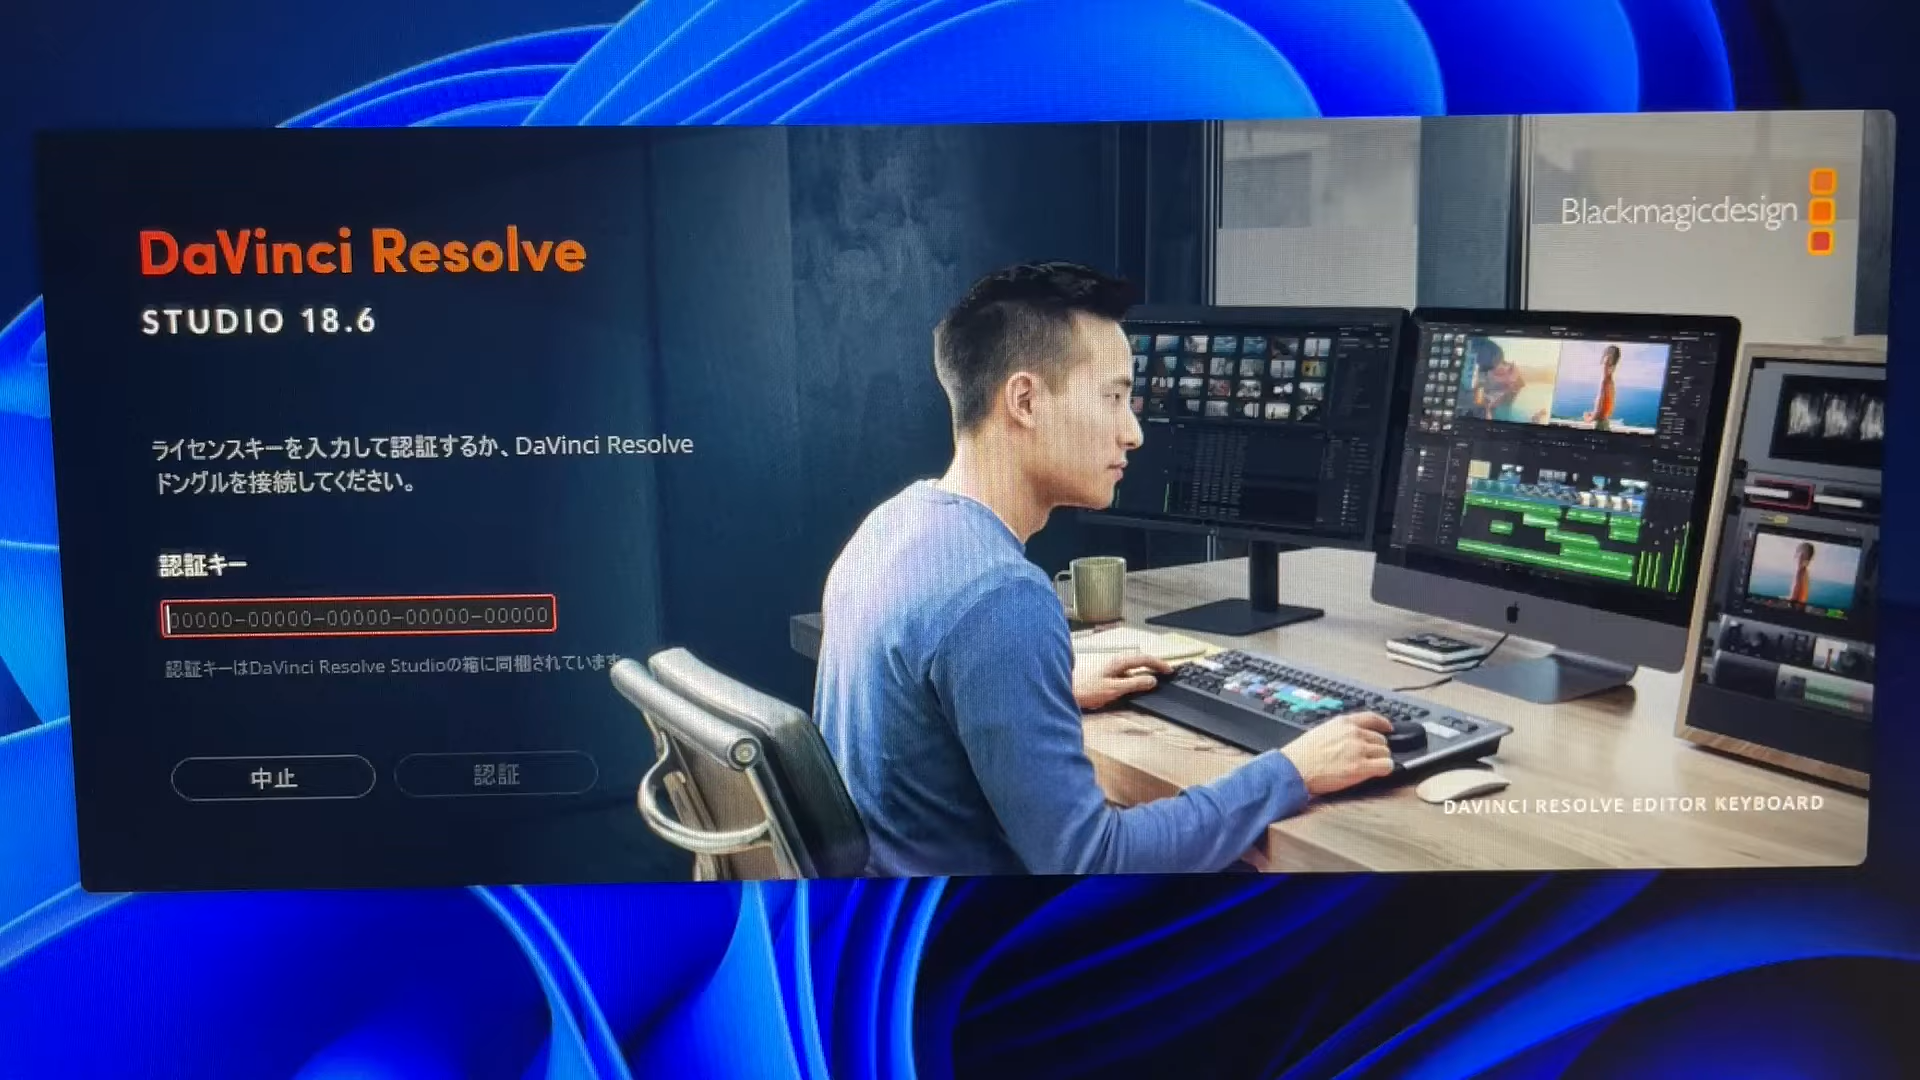 Blackmagicdesign
DaVinci Resolve
STUDIO 18.6
ライセンスキーを入力して認証するか、DaVinci Resolve
ドングルを接続してください。
認証キー
00000-00000-00000-00000-00000
認証キーはDaVinci Resolve Studioの箱に同梱されています
中止
認証
DAVINCI RESOLVE EDITOR KEYBOARD